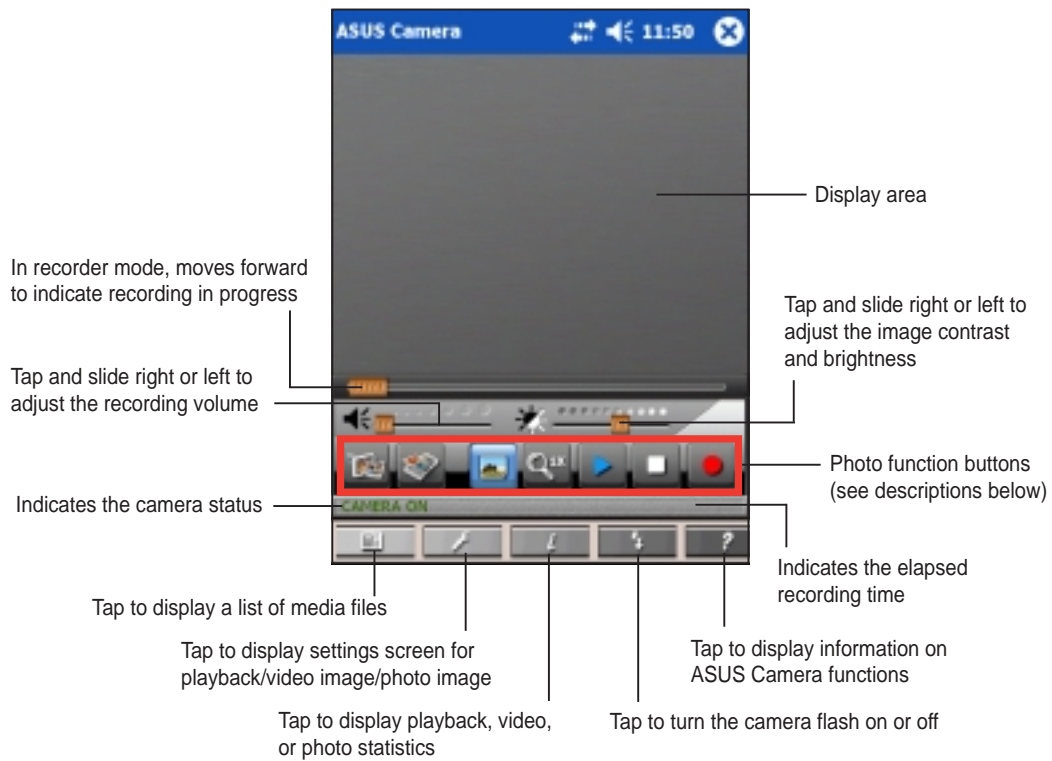 ASUS Camera 11:50
Display area
In recorder mode, moves forward
to indicate recording in progress
Tap and slide right or left to
adjust the image contrast
and brightness
Tap and slide right or left to
adjust the recording volume
1X
Photo function buttons
(see descriptions below)
Indicates the camera status
CAMERA ON
i
?
Indicates the elapsed
recording time
Tap to display a list of media files
Tap to display settings screen for
playback/video image/photo image
Tap to display information on
ASUS Camera functions
Tap to display playback, video,
or photo statistics
Tap to turn the camera flash on or off